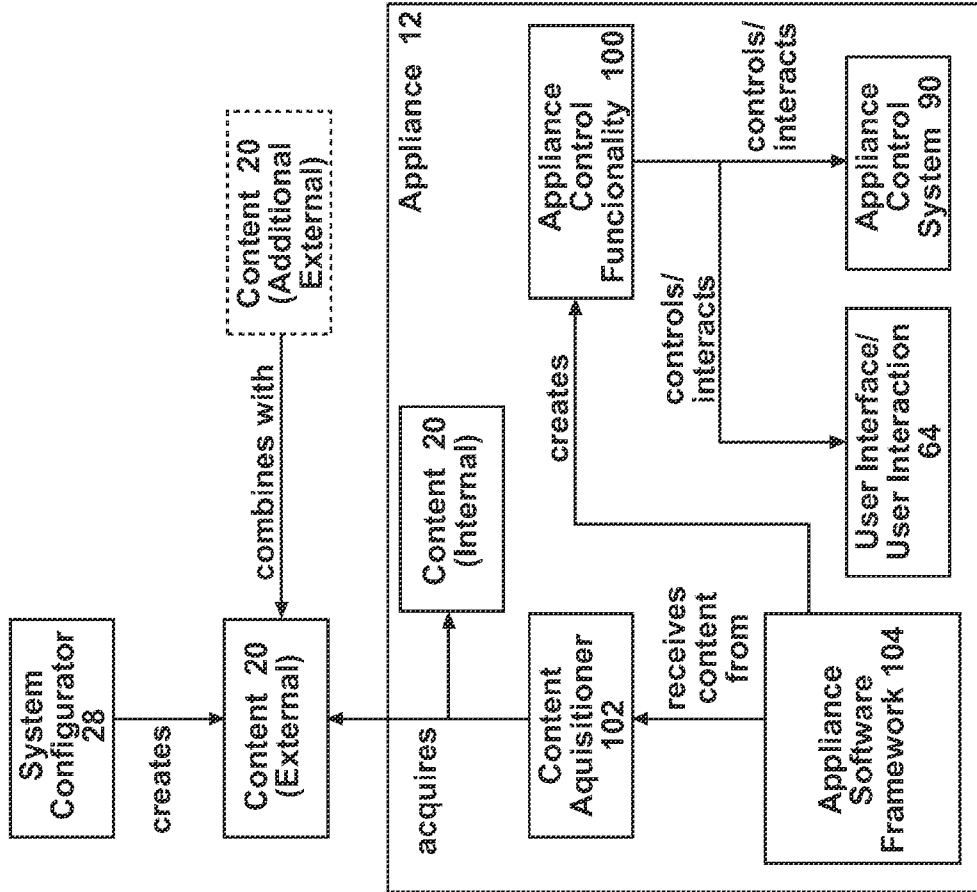 System
Configurator
28
creates
Content 20
(External)
combines with
Content 20
(Additional
External)
Appliance 12
acquires
Content 20
(Internal)
Content
Aquisitioner
102
receives
content
from
Appliance
Software
Framework 104
creates
Appliance
Control
Funcionality 100
controls/
interacts
controls/
interacts
User Interface/
User Interaction
64
Appliance
Control
System 90